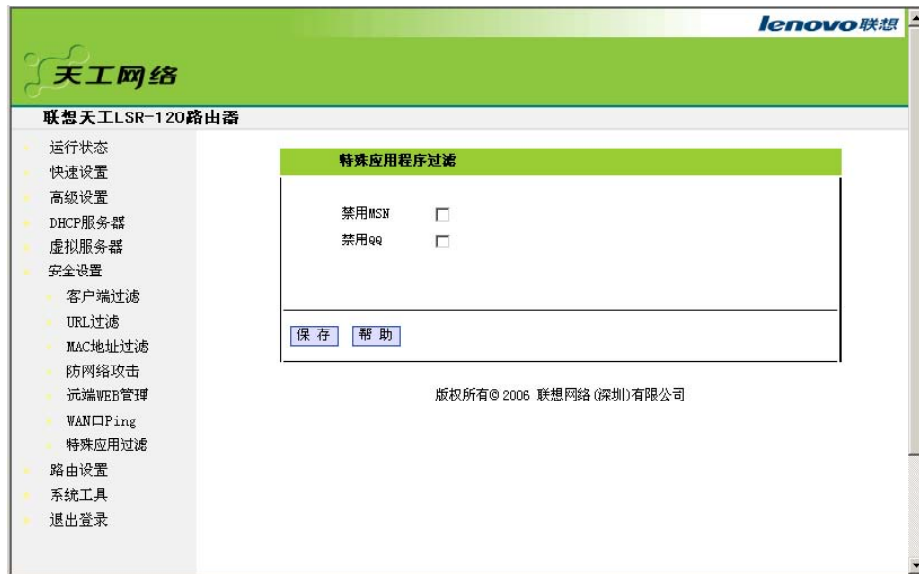 lenovo联想
天工网络
联想天工LSR-120路由器
运行状态
快速设置
高级设置
DHCP服务器
虚拟服务器
安全设置
客户端过滤
URL过滤
MAC地址过滤
防网络攻击
远端WEB管理
WAN口Ping
特殊应用过滤
路由设置
系统工具
退出登录
特殊应用程序过滤
禁用MSN
禁用QQ
保 存 帮 助
版权所有©2006 联想网络(深圳)有限公司